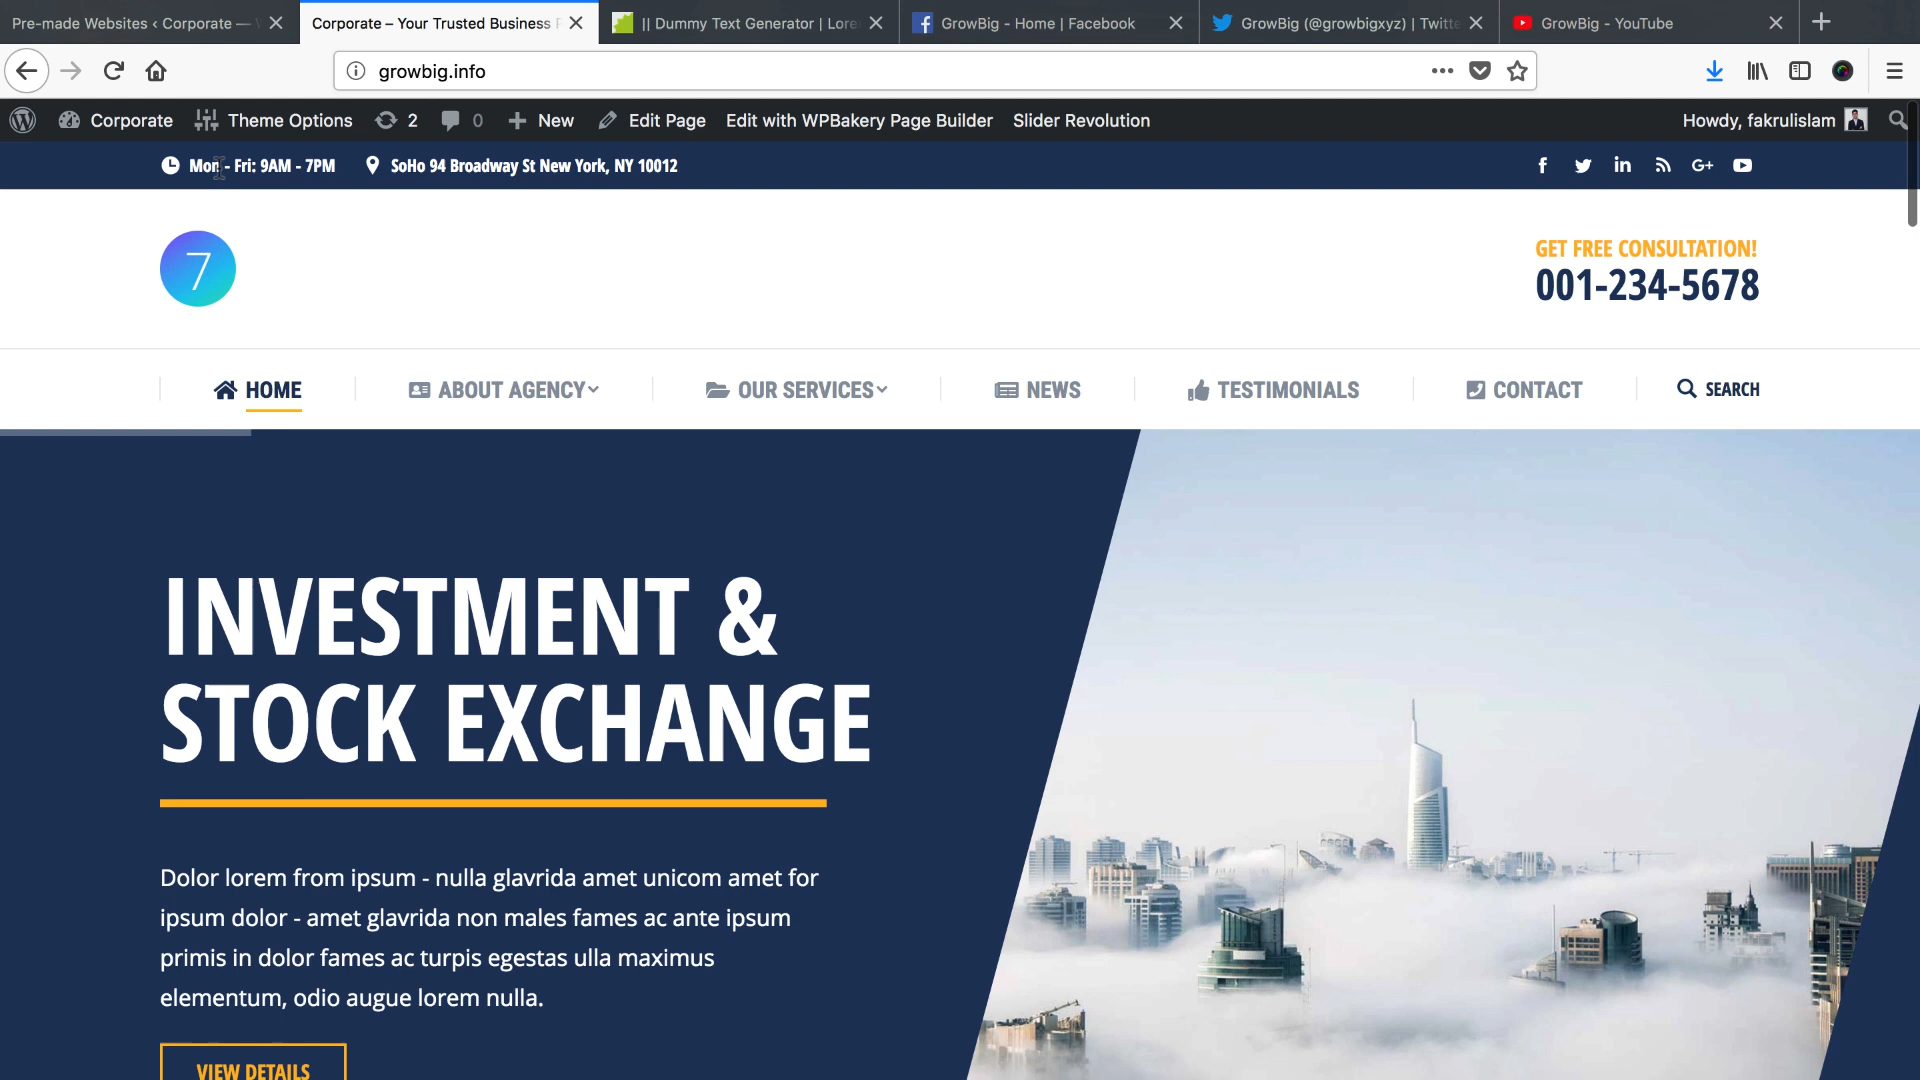 Pre-made Websites ‹ Corporate —
Corporate – Your Trusted Business
|| Dummy Text Generator | Lore
GrowBig - Home | Facebook
GrowBig (@growbigxyz) | Twitte
GrowBig - YouTube
growbig.info
Corporate
Theme Options
2
0
New
Edit Page
Edit with WPBakery Page Builder
Slider Revolution
Howdy, fakrulislam
Mon - Fri: 9AM - 7PM
SoHo 94 Broadway St New York, NY 10012
7
GET FREE CONSULTATION!
001-234-5678
HOME
ABOUT AGENCY
OUR SERVICES
NEWS
TESTIMONIALS
CONTACT
SEARCH
INVESTMENT &
STOCK EXCHANGE
Dolor lorem from ipsum - nulla glavrida amet unicom amet for
ipsum dolor - amet glavrida non males fames ac ante ipsum
primis in dolor fames ac turpis egestas ulla maximus
elementum, odio augue lorem nulla.
VIEW DETAILS